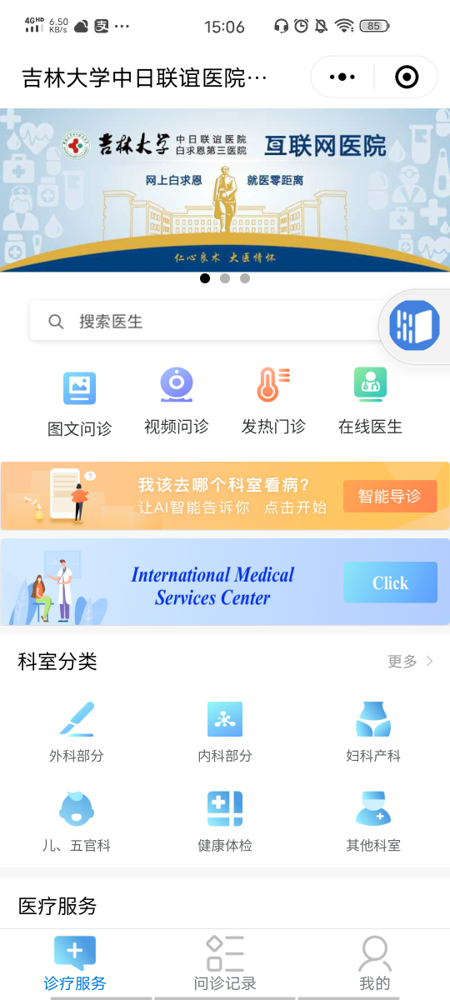 4GHD 6.50 KB/s 支 ··· 15:06 85
吉林大学中日联谊医院···
吉林大学 中日联谊医院 互联网医院
白求恩第三医院
网上白求恩 就医零距离
仁心良术 大医情怀
搜索医生
图文问诊 视频问诊 发热门诊 在线医生
?
我该去哪个科室看病?
让AI智能告诉你 点击开始
智能导诊
International Medical
Services Center
Click
科室分类 更多
外科部分 内科部分 妇科产科
儿、五官科 健康体检 其他科室
医疗服务
诊疗服务 问诊记录 我的